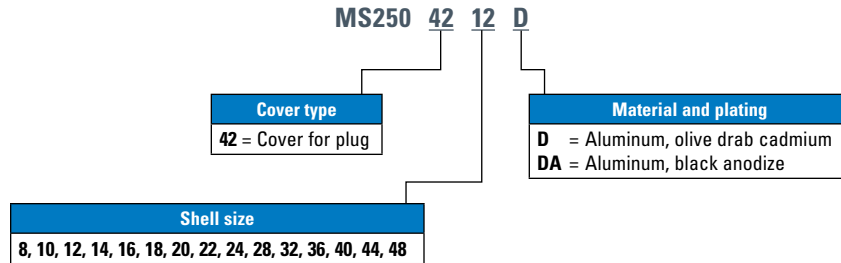 MS250 42 12 D
Cover type
42 = Cover for plug
Material and plating
D = Aluminum, olive drab cadmium
DA = Aluminum, black anodize
Shell size
8, 10, 12, 14, 16, 18, 20, 22, 24, 28, 32, 36, 40, 44, 48